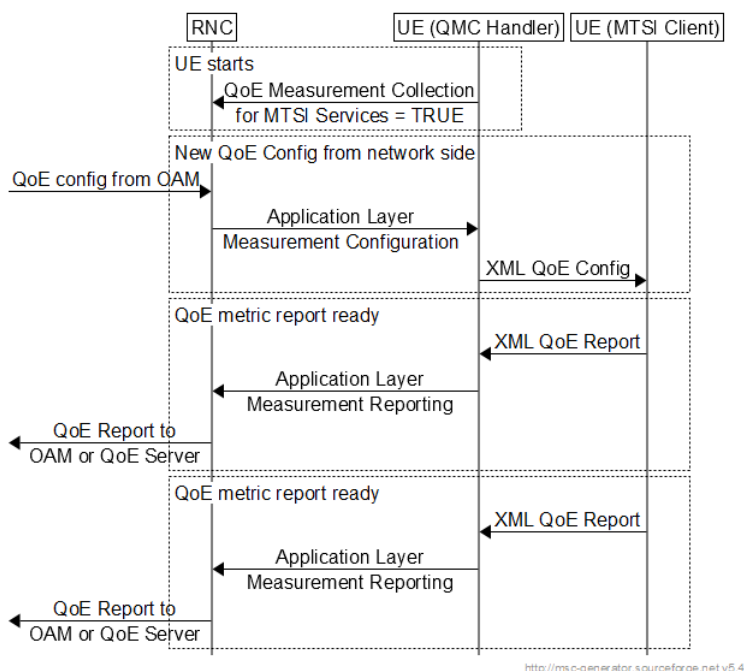 RNC
UE (QMC Handler)
UE (MTSI Client)
UE starts
QoE Measurement Collection
for MTSI Services = TRUE
New QoE Config from network side
QoE config from OAM
Application Layer
Measurement Configuration
XML QoE Config
QoE metric report ready
XML QoE Report
Application Layer
Measurement Reporting
QoE Report to
OAM or QoE Server
QoE metric report ready
XML QoE Report
Application Layer
Measurement Reporting
QoE Report to
OAM or QoE Server
http://msc-generator.sourceforge.net v5.4